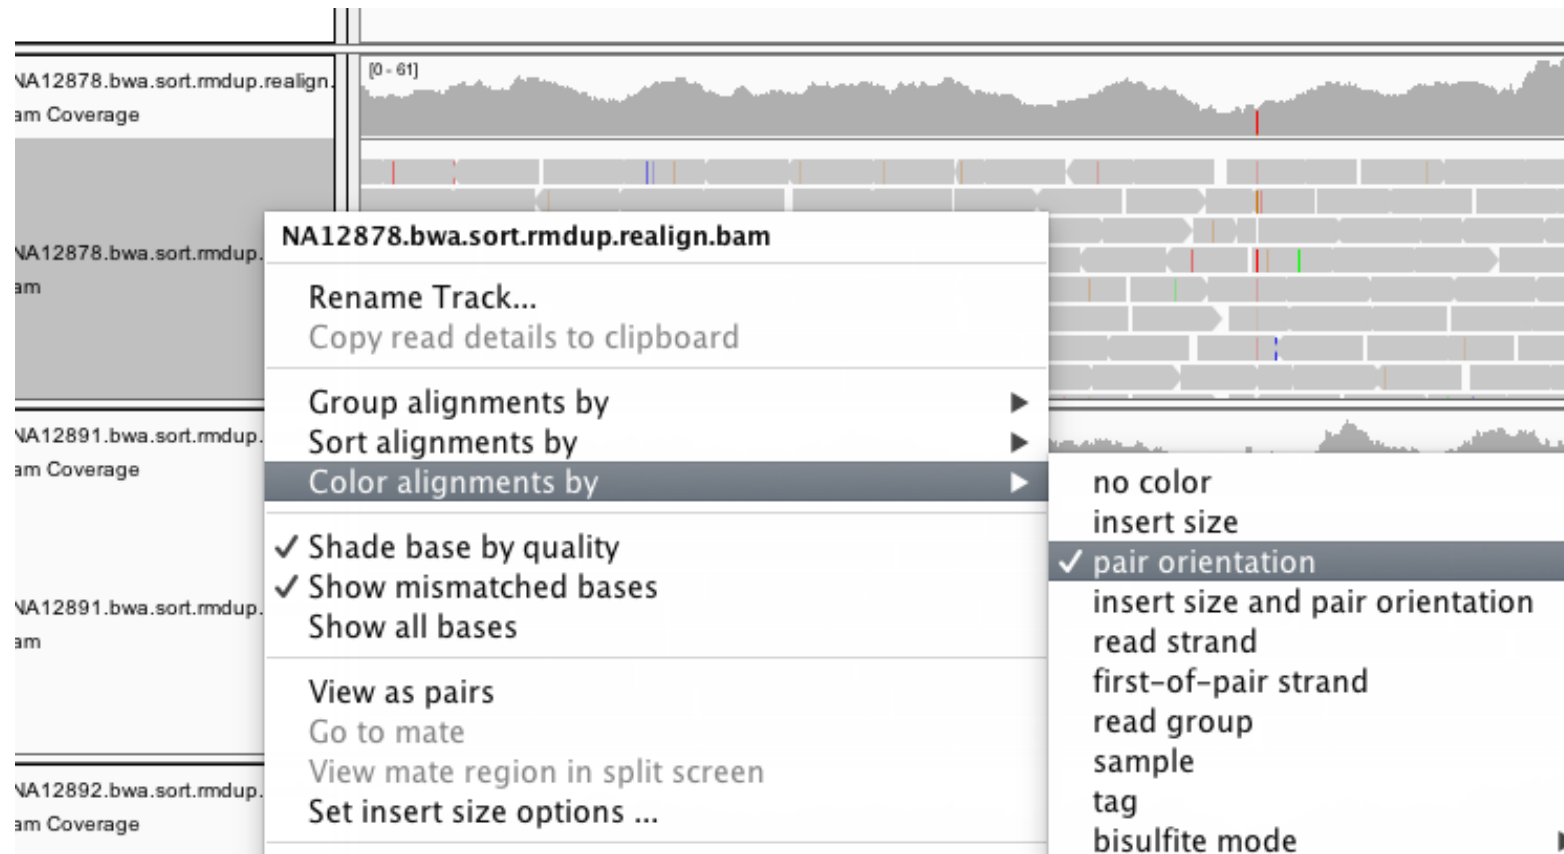 [0 - 61]
NA12878.bwa.sort.rmdup.realign.
am Coverage
NA12878.bwa.sort.rmdup.
am
NA12891.bwa.sort.rmdup.
am Coverage
NA12891.bwa.sort.rmdup.
am
NA12892.bwa.sort.rmdup.
am Coverage
NA12878.bwa.sort.rmdup.realign.bam
Rename Track...
Copy read details to clipboard
Group alignments by
Sort alignments by
Color alignments by
Shade base by quality
Show mismatched bases
Show all bases
View as pairs
Go to mate
View mate region in split screen
Set insert size options ...
no color
insert size
pair orientation
insert size and pair orientation
read strand
first-of-pair strand
read group
sample
tag
bisulfite mode